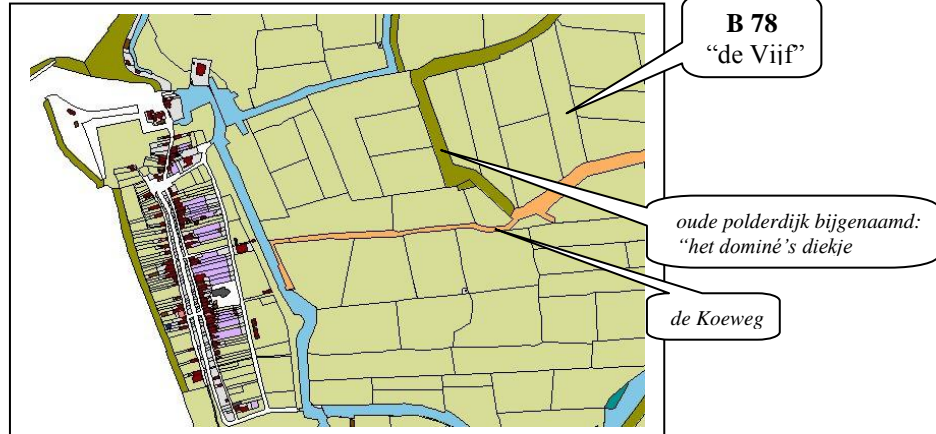 B 78
“de Vijf”
oude polderdijk bijgenaamd:
“het dominé’s diekje
de Koeweg